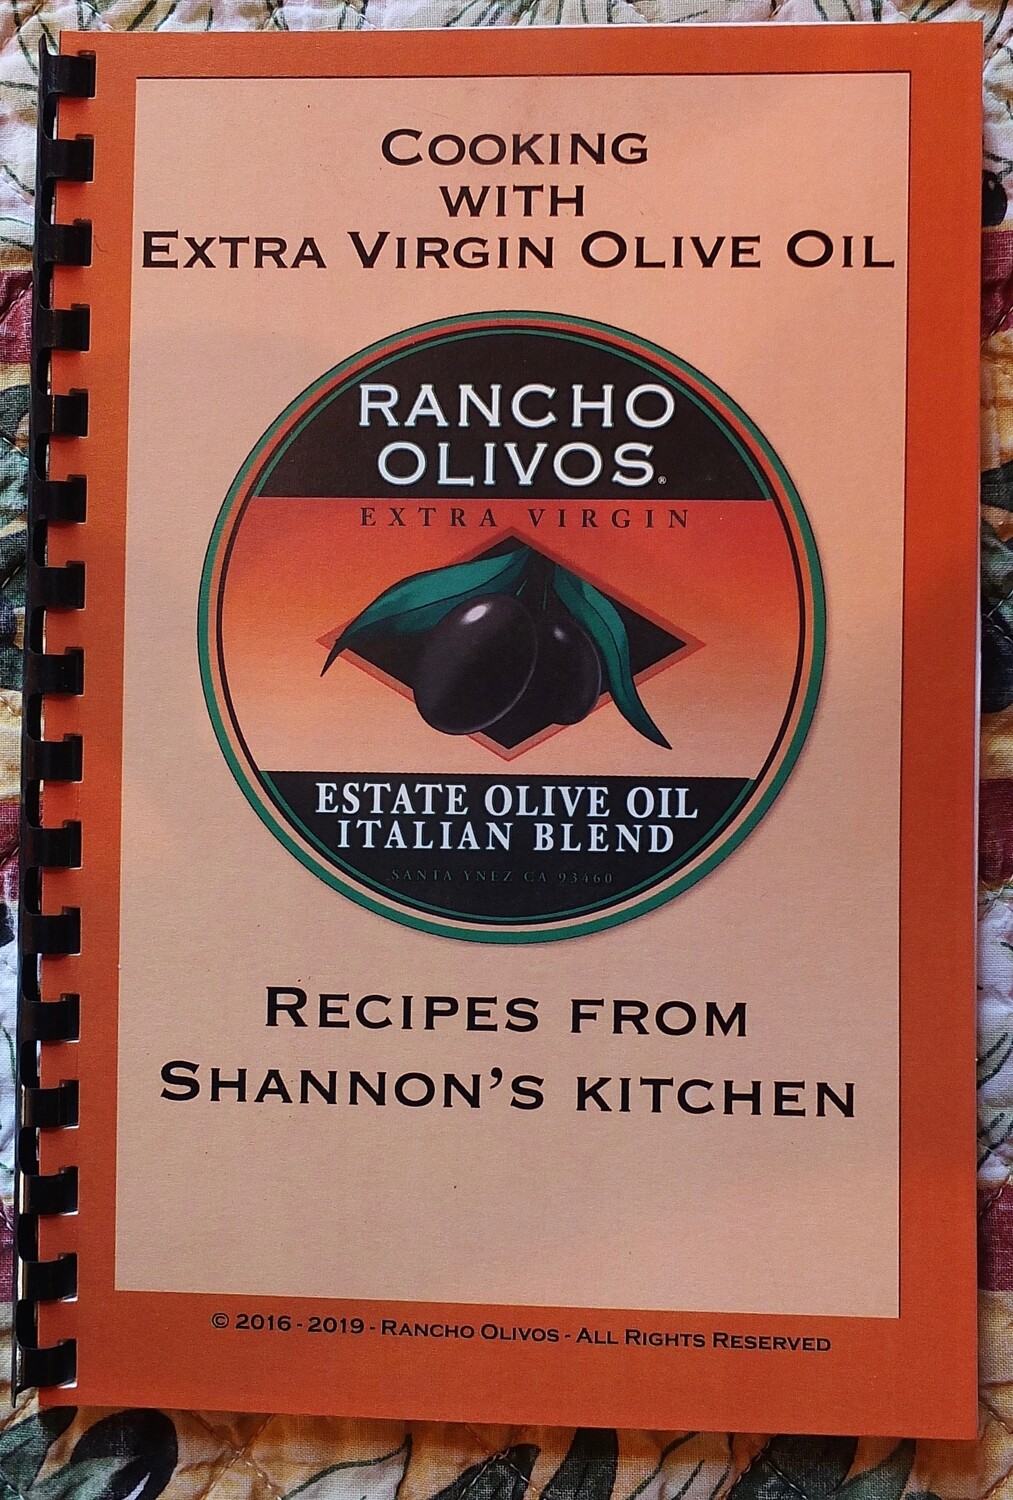 Cooking
with
Extra Virgin Olive Oil
RANCHO
OLIVOS®
EXTRA VIRGIN
ESTATE OLIVE OIL
ITALIAN BLEND
SANTA YNEZ CA 93460
Recipes from
Shannon's kitchen
© 2016 - 2019 - Rancho Olivos - All Rights Reserved